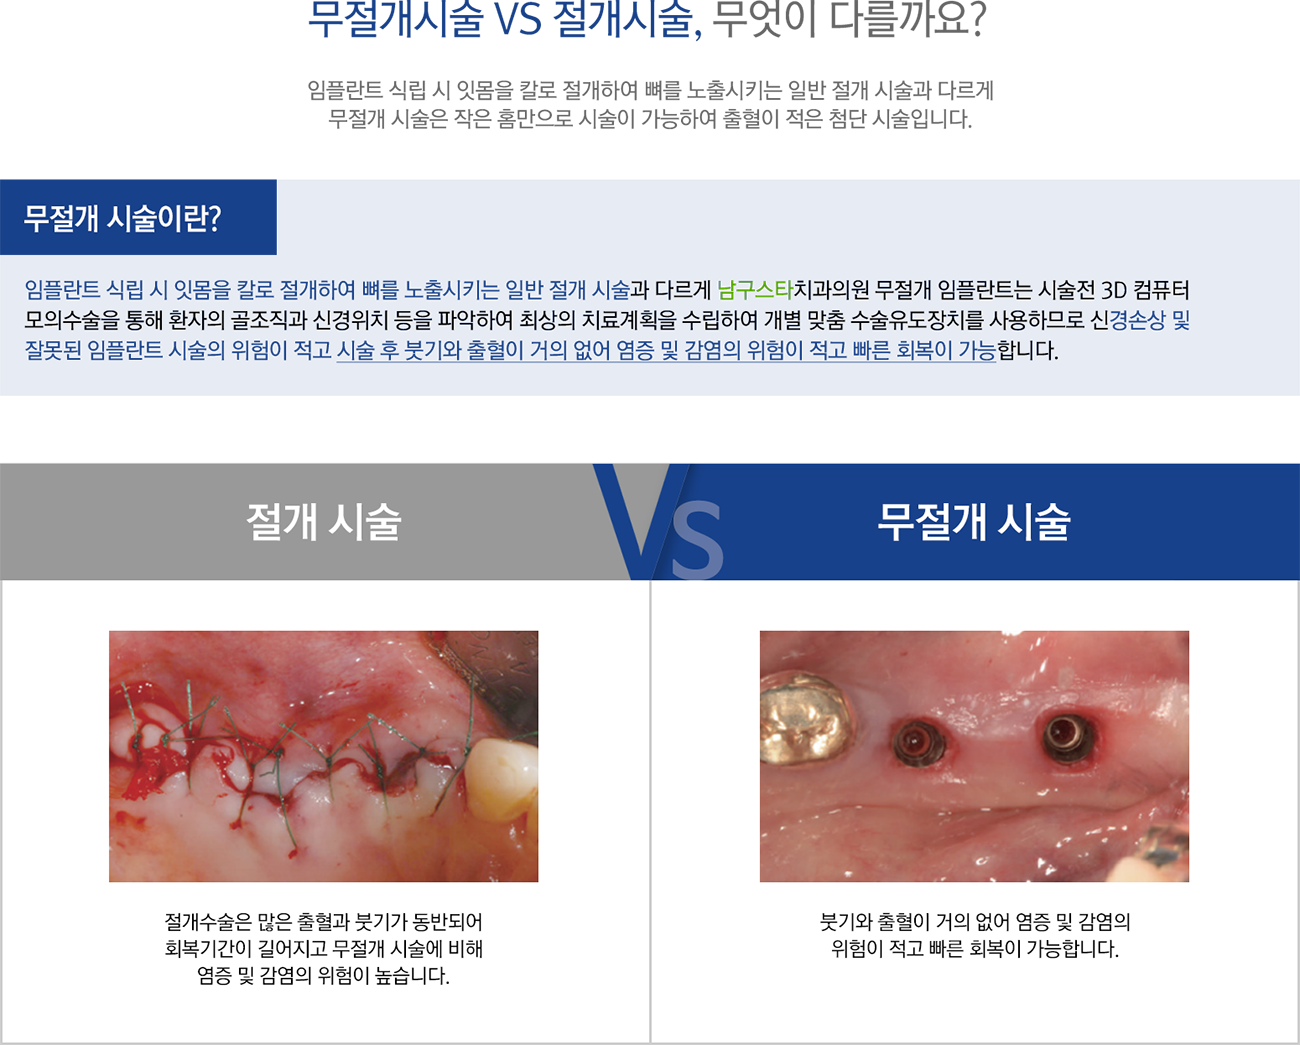 무절개시술 VS 절개시술, 무엇이 다를까요?
임플란트 식립 시 잇몸을 칼로 절개하여 뼈를 노출시키는 일반 절개 시술과 다르게
무절개 시술은 작은 홈만으로 시술이 가능하여 출혈이 적은 첨단 시술입니다.
무절개 시술이란?
임플란트 식립 시 잇몸을 칼로 절개하여 뼈를 노출시키는 일반 절개 시술과 다르게 남구스타치과의원 무절개 임플란트는 시술전 3D 컴퓨터
모의수술을 통해 환자의 골조직과 신경위치 등을 파악하여 최상의 치료계획을 수립하여 개별 맞춤 수술유도장치를 사용하므로 신경손상 및
잘못된 임플란트 시술의 위험이 적고 시술 후 붓기와 출혈이 거의 없어 염증 및 감염의 위험이 적고 빠른 회복이 가능합니다.
절개 시술
VS
무절개 시술
절개수술은 많은 출혈과 붓기가 동반되어
회복기간이 길어지고 무절개 시술에 비해
염증 및 감염의 위험이 높습니다.
붓기와 출혈이 거의 없어 염증 및 감염의
위험이 적고 빠른 회복이 가능합니다.